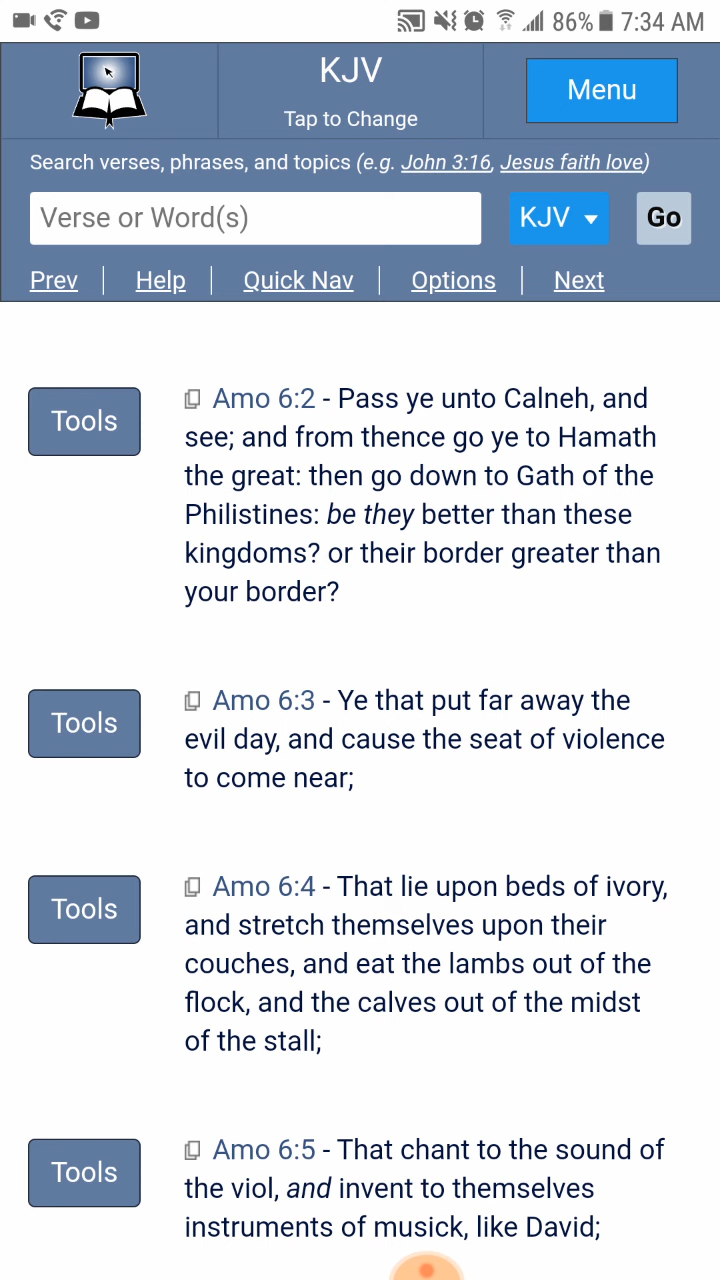 86% 7:34 AM
KJV
Tap to Change
Menu
Search verses, phrases, and topics (e.g. John 3:16, Jesus faith love)
Verse or Word(s)
KJV
Go
Prev
Help
Quick Nav
Options
Next
Tools
Amo 6:2 - Pass ye unto Calneh, and
see; and from thence go ye to Hamath
the great: then go down to Gath of the
Philistines: be they better than these
kingdoms? or their border greater than
your border?
Tools
Amo 6:3 - Ye that put far away the
evil day, and cause the seat of violence
to come near;
Tools
Amo 6:4 - That lie upon beds of ivory,
and stretch themselves upon their
couches, and eat the lambs out of the
flock, and the calves out of the midst
of the stall;
Tools
Amo 6:5 - That chant to the sound of
the viol, and invent to themselves
instruments of musick, like David;